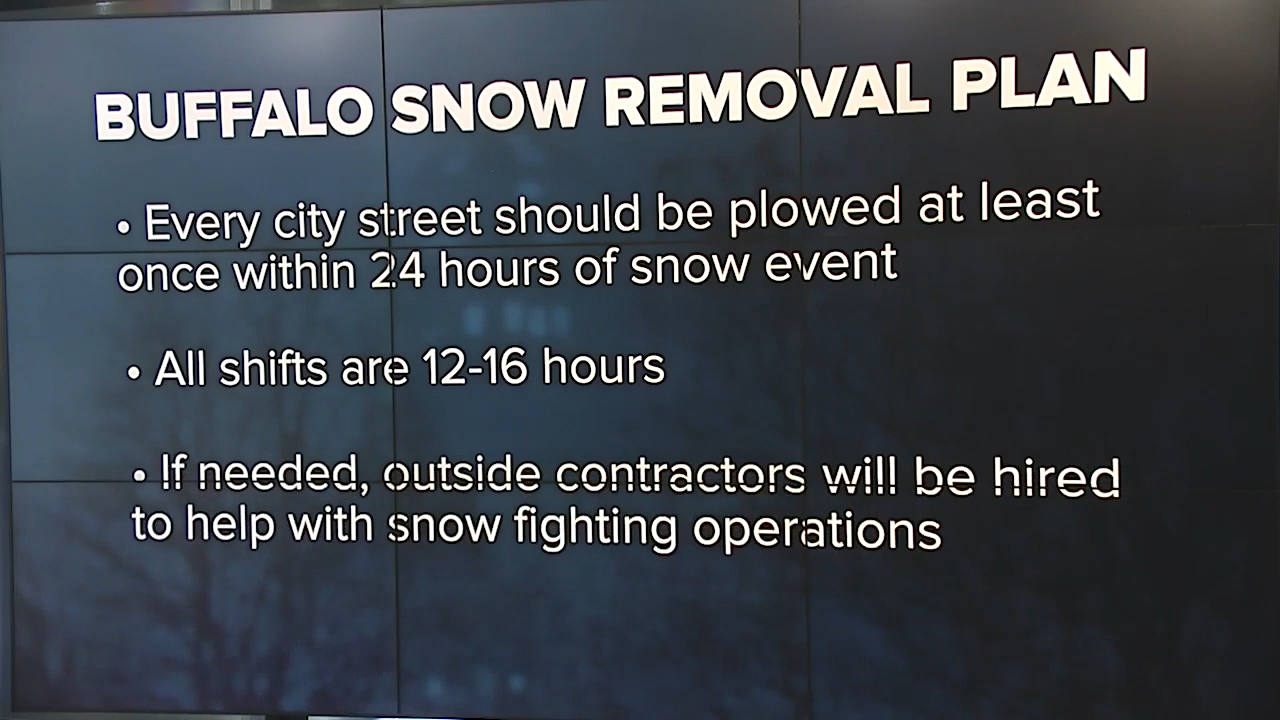 BUFFALO SNOW REMOVAL PLAN
• Every city street should be plowed at least
once within 24 hours of snow event
• All shifts are 12-16 hours
• If needed, outside contractors will be hired
to help with snow fighting operations